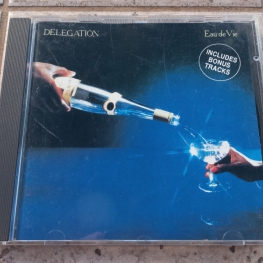 DELEGATION
Eau de Vie
INCLUDES
BONUS
TRACKS